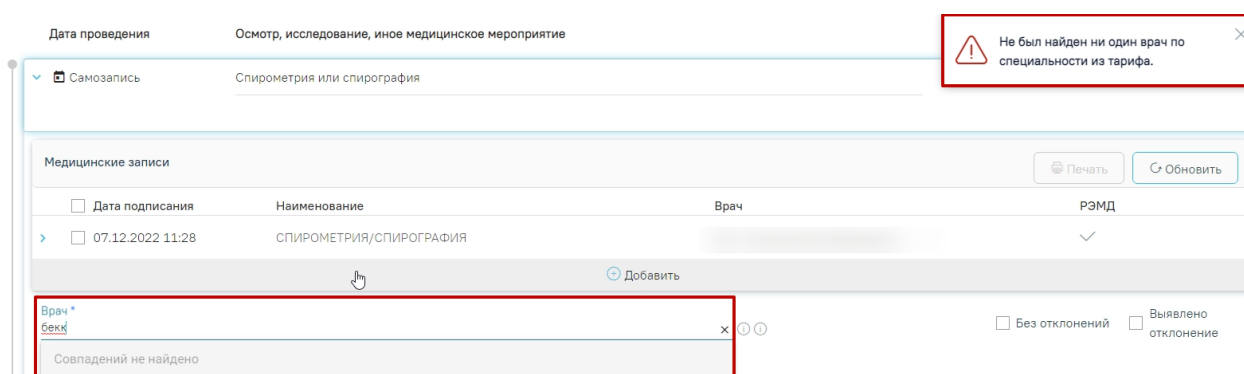 Дата проведения
Осмотр, исследование, иное медицинское мероприятие
Не был найден ни один врач по
специальности из тарифа.
Самозапись
Спирометрия или спирография
Медицинские записи
Печать
Обновить
Дата подписания
Наименование
Врач
РЭМД
07.12.2022 11:28
СПИРОМЕТРИЯ/СПИРОГРАФИЯ
Добавить
Врач *
бекк
Без отклонений
Выявлено
отклонение
Совпадений не найдено